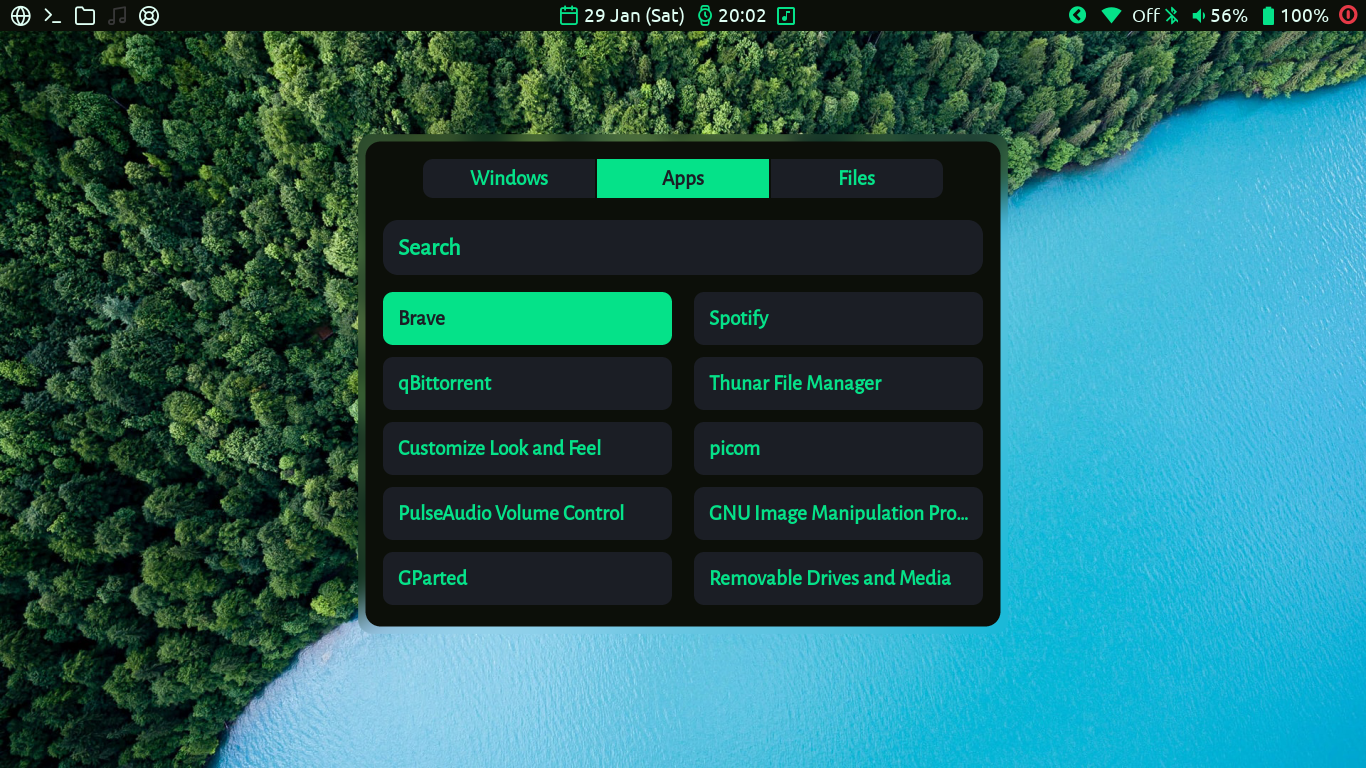 29 Jan (Sat) 20:02 Off 56% 100%
Windows Apps Files
Search
Brave Spotify
qBittorrent Thunar File Manager
Customize Look and Feel picom
PulseAudio Volume Control GNU Image Manipulation Pro...
GParted Removable Drives and Media